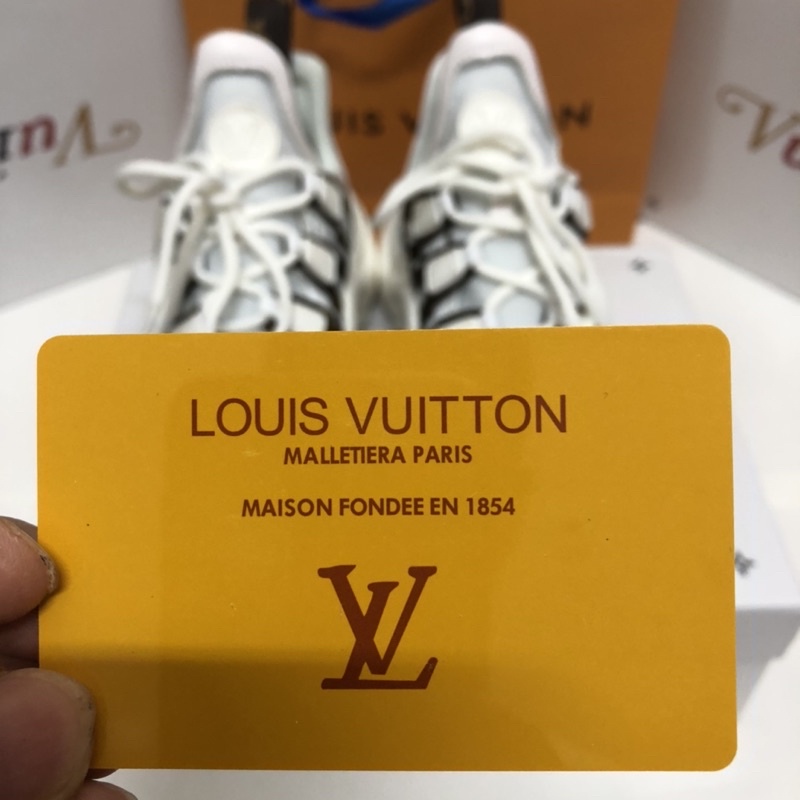 LOUIS VUITTON
MALLETIERA PARIS
MAISON FONDEE EN 1854
LV